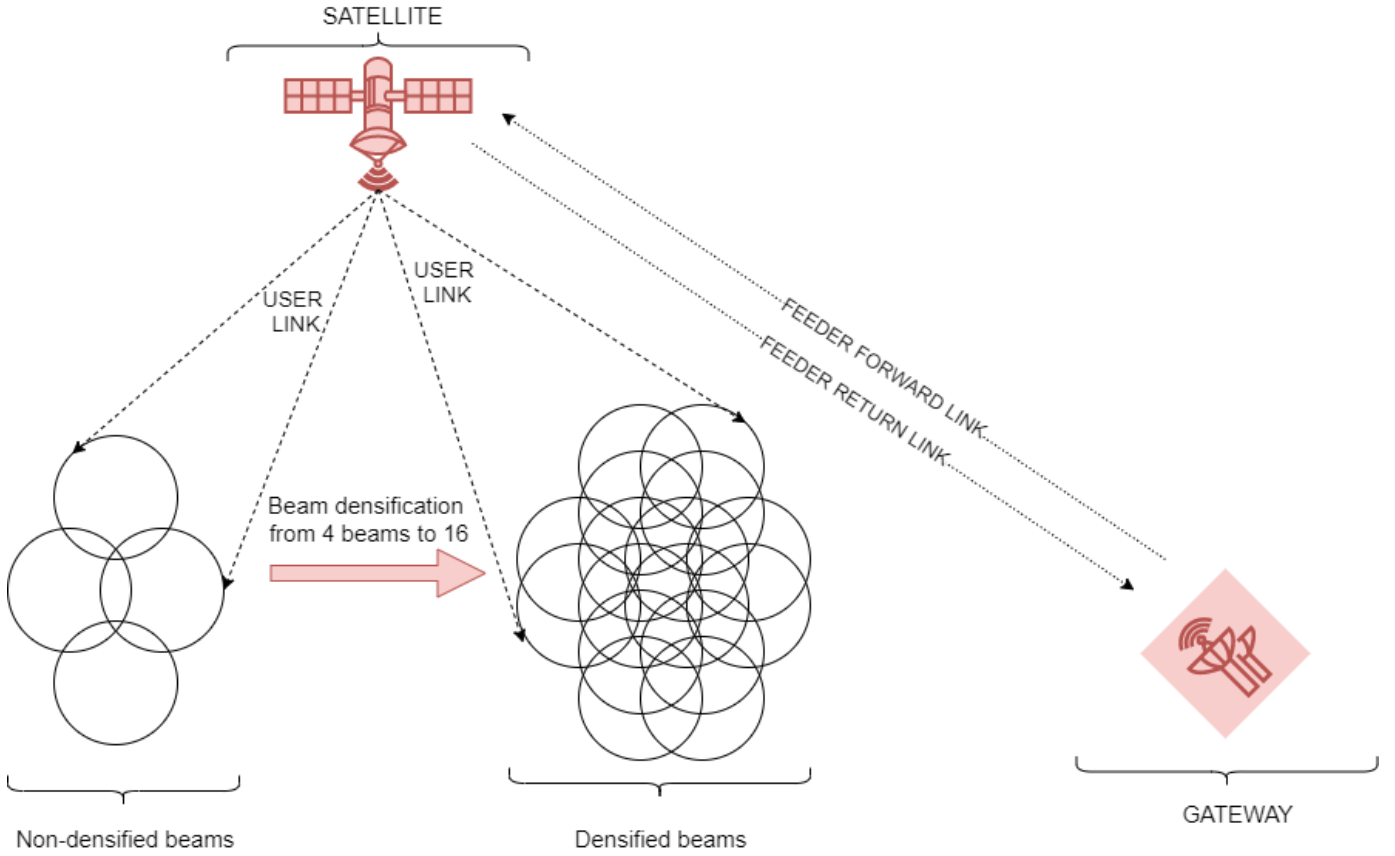 SATELLITE
USER
LINK
USER
LINK
FEEDER FORWARD LINK
FEEDER RETURN LINK
Beam densification
from 4 beams to 16
Non-densified beams
Densified beams
GATEWAY